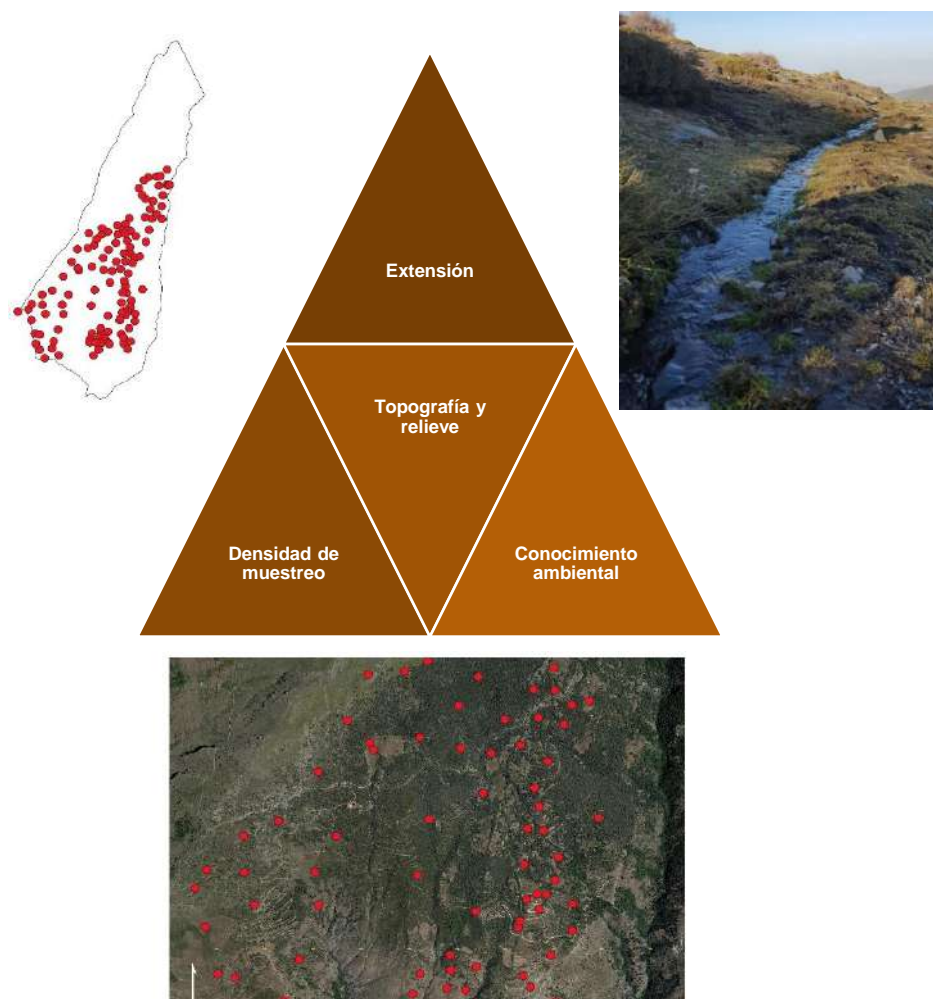 Extensión
Topografía y
relieve
Densidad de
muestreo
Conocimiento
ambiental